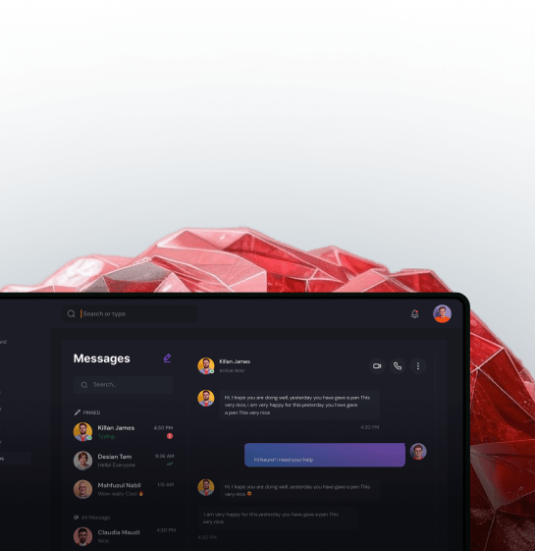 Search or type
Messages
Search..
PINNED
Killan James
4:50 PM
Typing..
Desian Tam
9:36 AM
Hello! Everyone
Mahfuzul Nabil
1:15 AM
Wow really Cool 🔥
All Message
Claudia Maudi
4:30 PM
Nice
Killan James
Hi, I hope you are doing well, yesterday you have gave a pen This
very nice, i am very happy for this.yesterday you have gave
a pen This very nice
4:30 PM
i need your help
Hi, I hope you are doing well, yesterday you have gave a pen This
very nice. 😍
I am very happy for this yesterday you have gave a pen This
very nice
4:30 PM